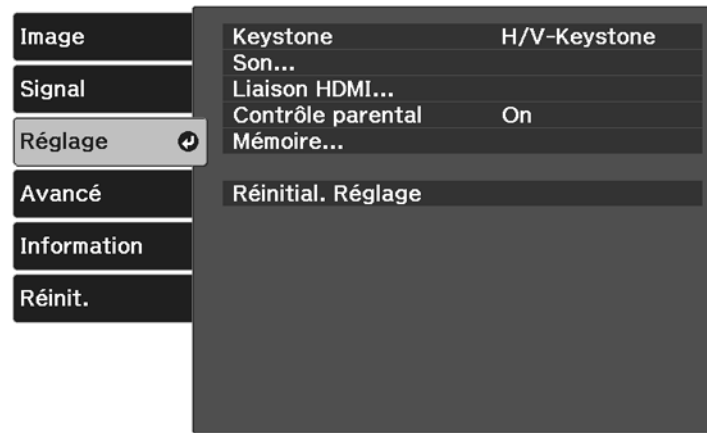 Image
Signal
Réglage
Avancé
Information
Réinit.
Keystone H/V-Keystone
Son...
Liaison HDMI...
Contrôle parental On
Mémoire...
Réinitial. Réglage